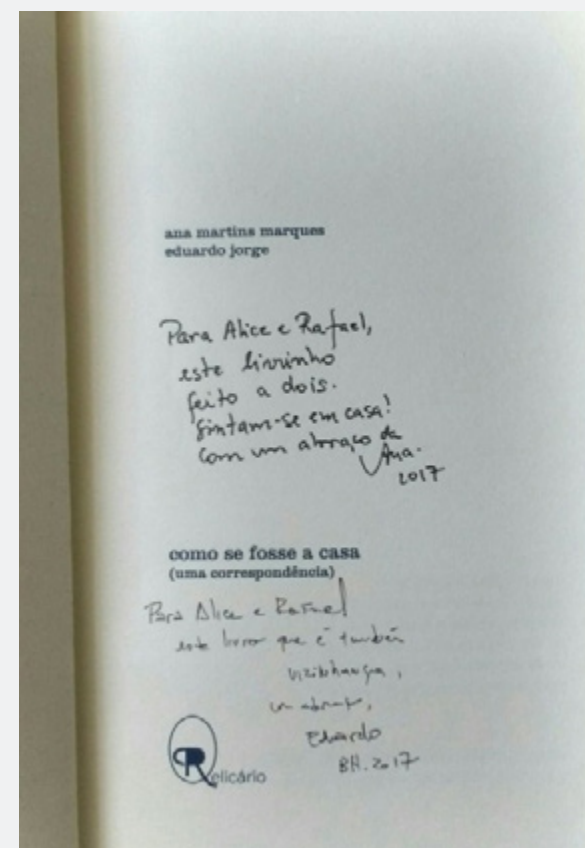 ana martins marques
eduardo jorge
Para Alice e Rafael,
este livrinho
feito a dois.
Sintam-se em casa!
Com um abraço da
Ana.
2017
como se fosse a casa
(uma correspondência)
Para Alice e Rafael
este livro que é também
vizinhança,
um abraço,
Eduardo
BH. 2017
Relicário